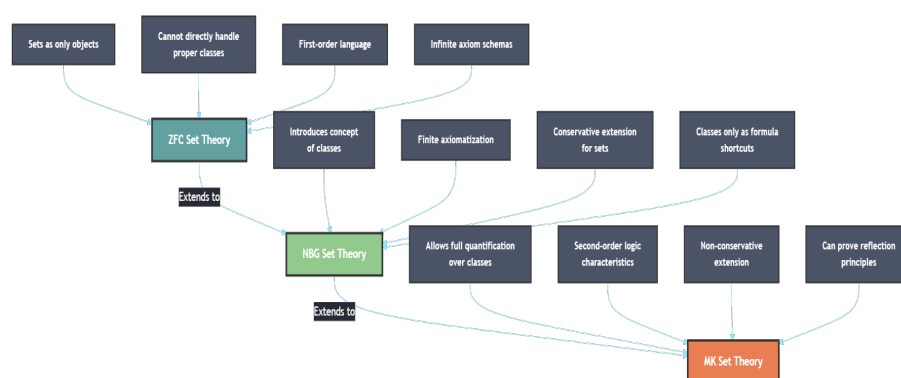 Sets as only objects
Cannot directly handle
proper classes
First-order language
Infinite axiom schemas
ZFC Set Theory
Introduces concept
of classes
Finite axiomatization
Conservative extension
for sets
Classes only as formula
shortcuts
Extends to
NBG Set Theory
Allows full quantification
over classes
Second-order logic
characteristics
Non-conservative
extension
Can prove reflection
principles
Extends to
MK Set Theory